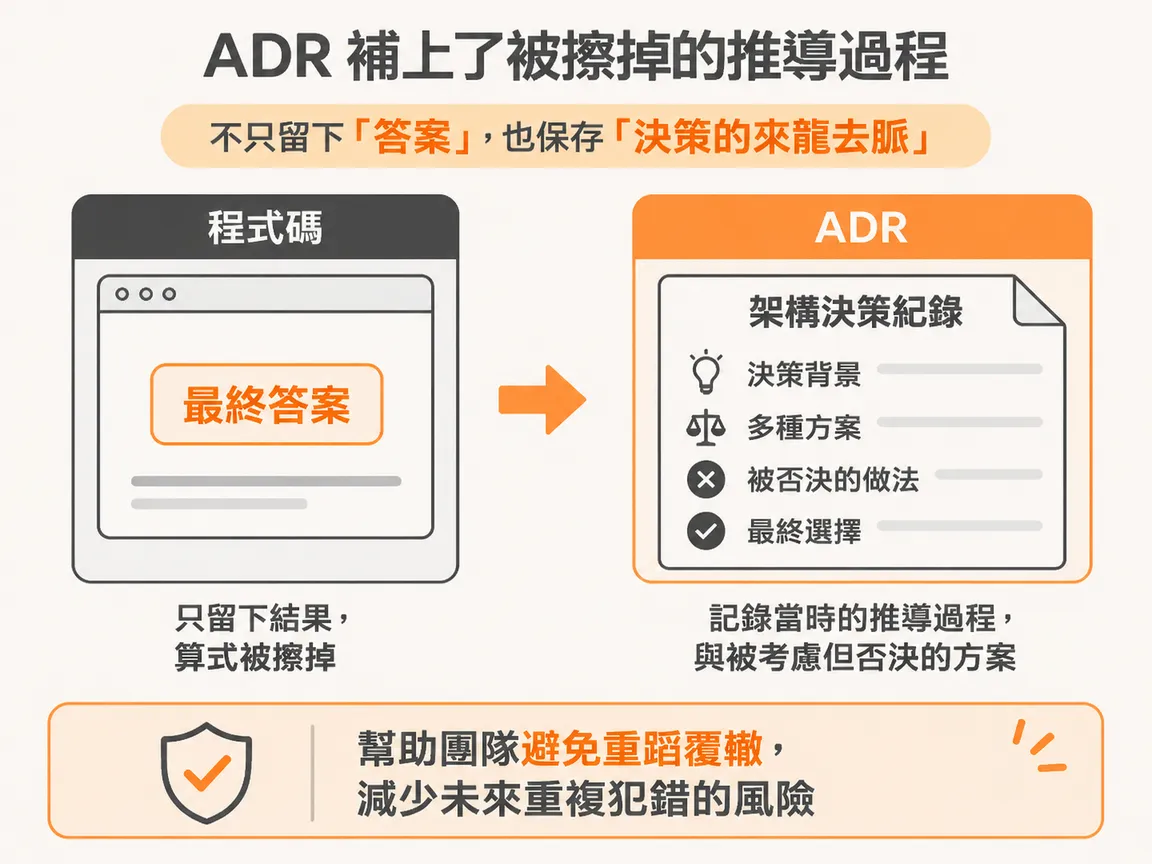 ADR 補上了被擦掉的推導過程
不只留下「答案」，也保存「決策的來龍去脈」
程式碼
最終答案
只留下結果，
算式被擦掉
ADR
架構決策紀錄
決策背景
多種方案
被否決的做法
最終選擇
記錄當時的推導過程，
與被考慮但否決的方案
幫助團隊避免重蹈覆轍，
減少未來重複犯錯的風險